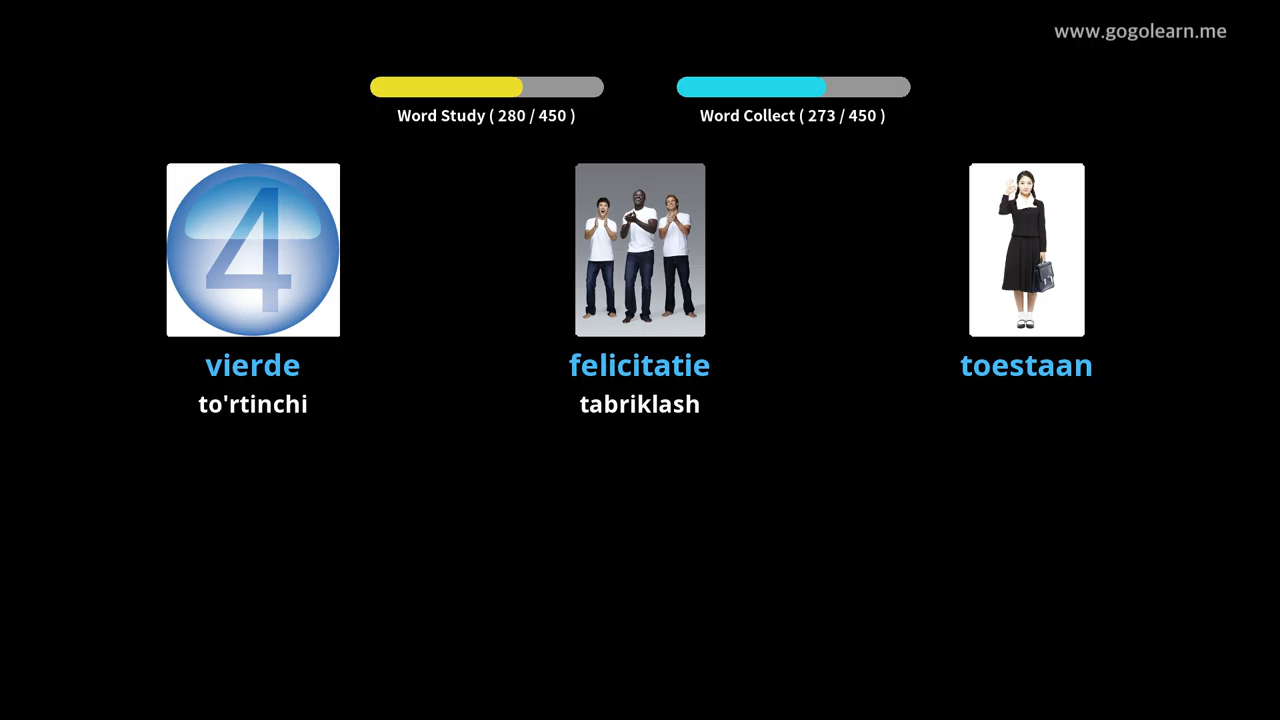 www.gogolearn.me
Word Study ( 280 / 450 )
Word Collect ( 273 / 450 )
4
vierde
felicitatie
toestaan
to'rtinchi
tabriklash